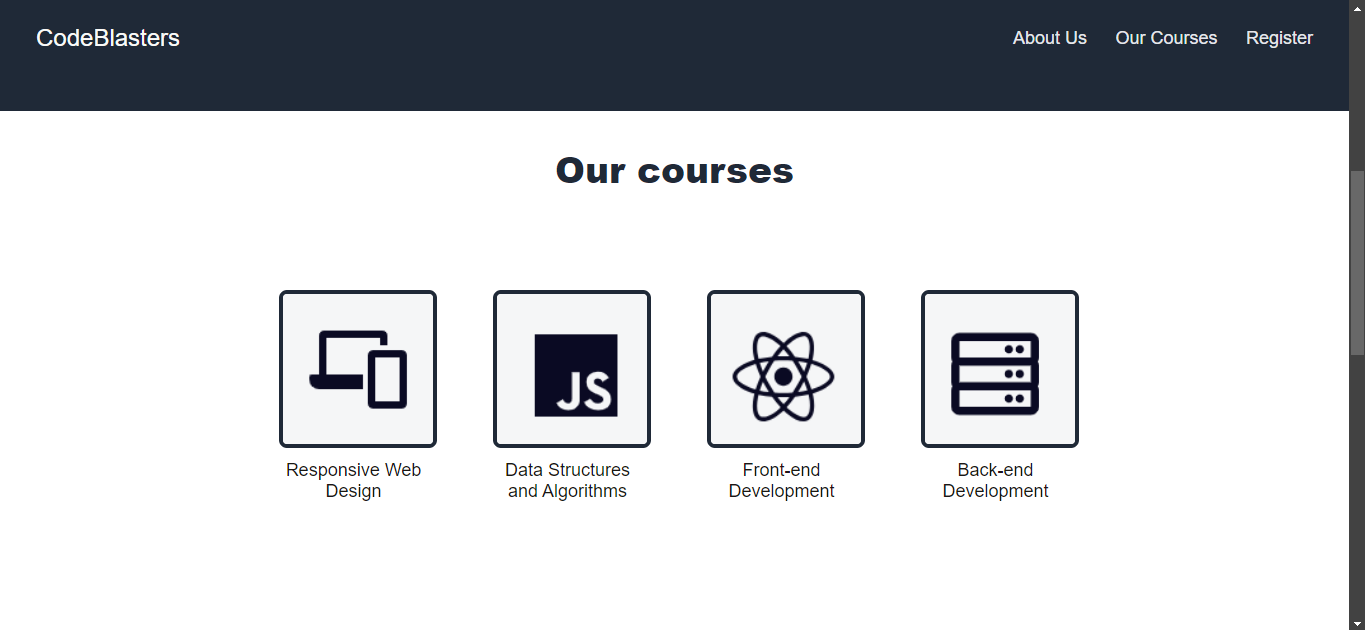 CodeBlasters
About Us
Our Courses
Register
Our courses
JS
Responsive Web
Design
Data Structures
and Algorithms
Front-end
Development
Back-end
Development